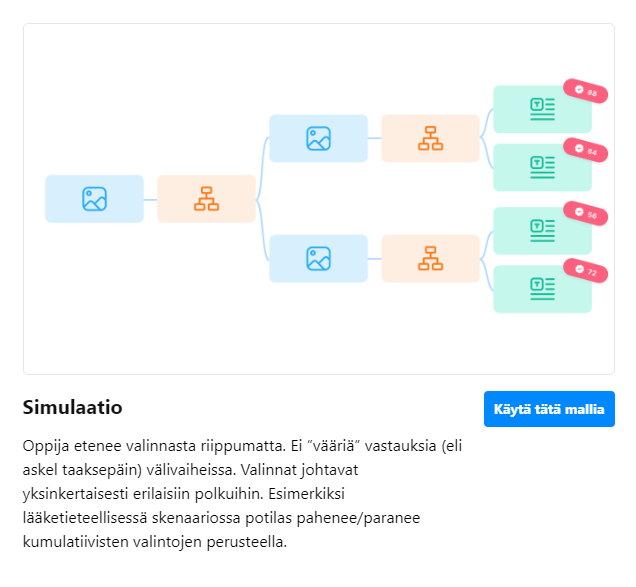 88
64
56
72
Simulaatio
Käytä tätä mallia
Oppija etenee valinnasta riippumatta. Ei ”vääriä” vastauksia (eli
askel taaksepäin) välivaiheissa. Valinnat johtavat
yksinkertaisesti erilaisiin polkuihin. Esimerkiksi
lääketieteellisessä skenaariossa potilas pahenee/paranee
kumulatiivisten valintojen perusteella.